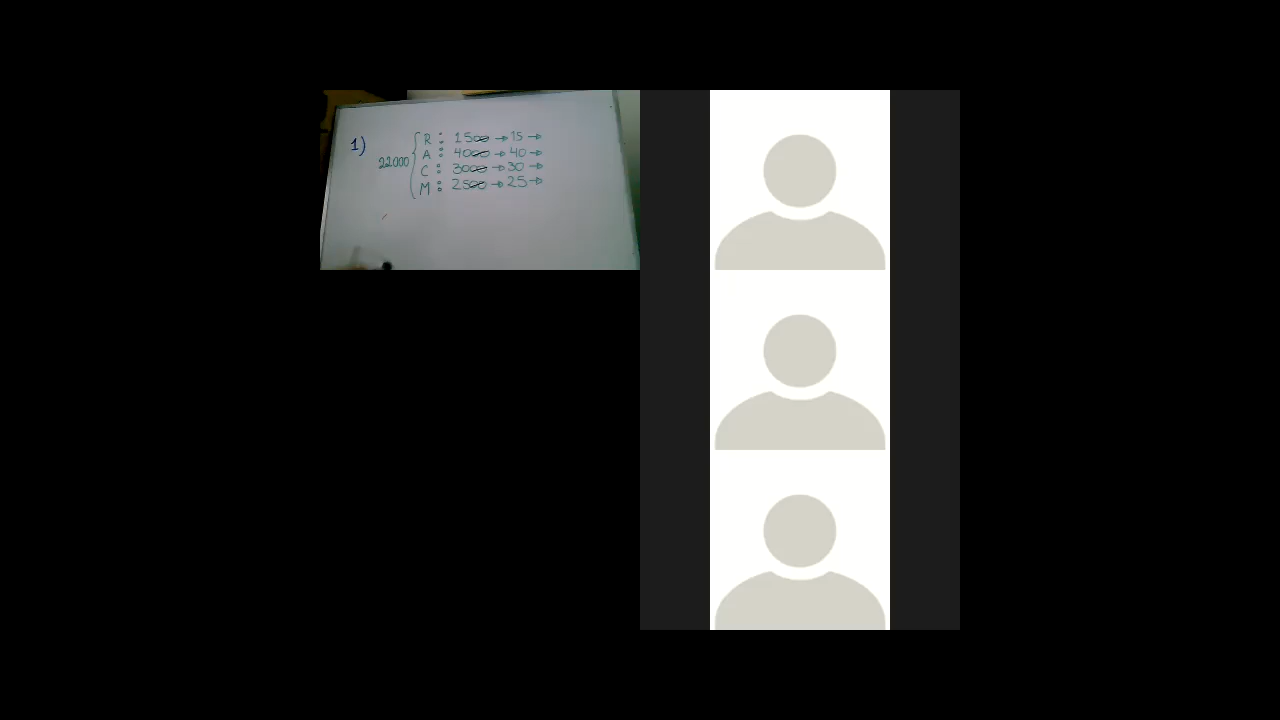 1)
R : 1500 → 15 →
A : 4000 → 40 →
22000
C : 3000 → 30 →
M : 2500 → 25 →